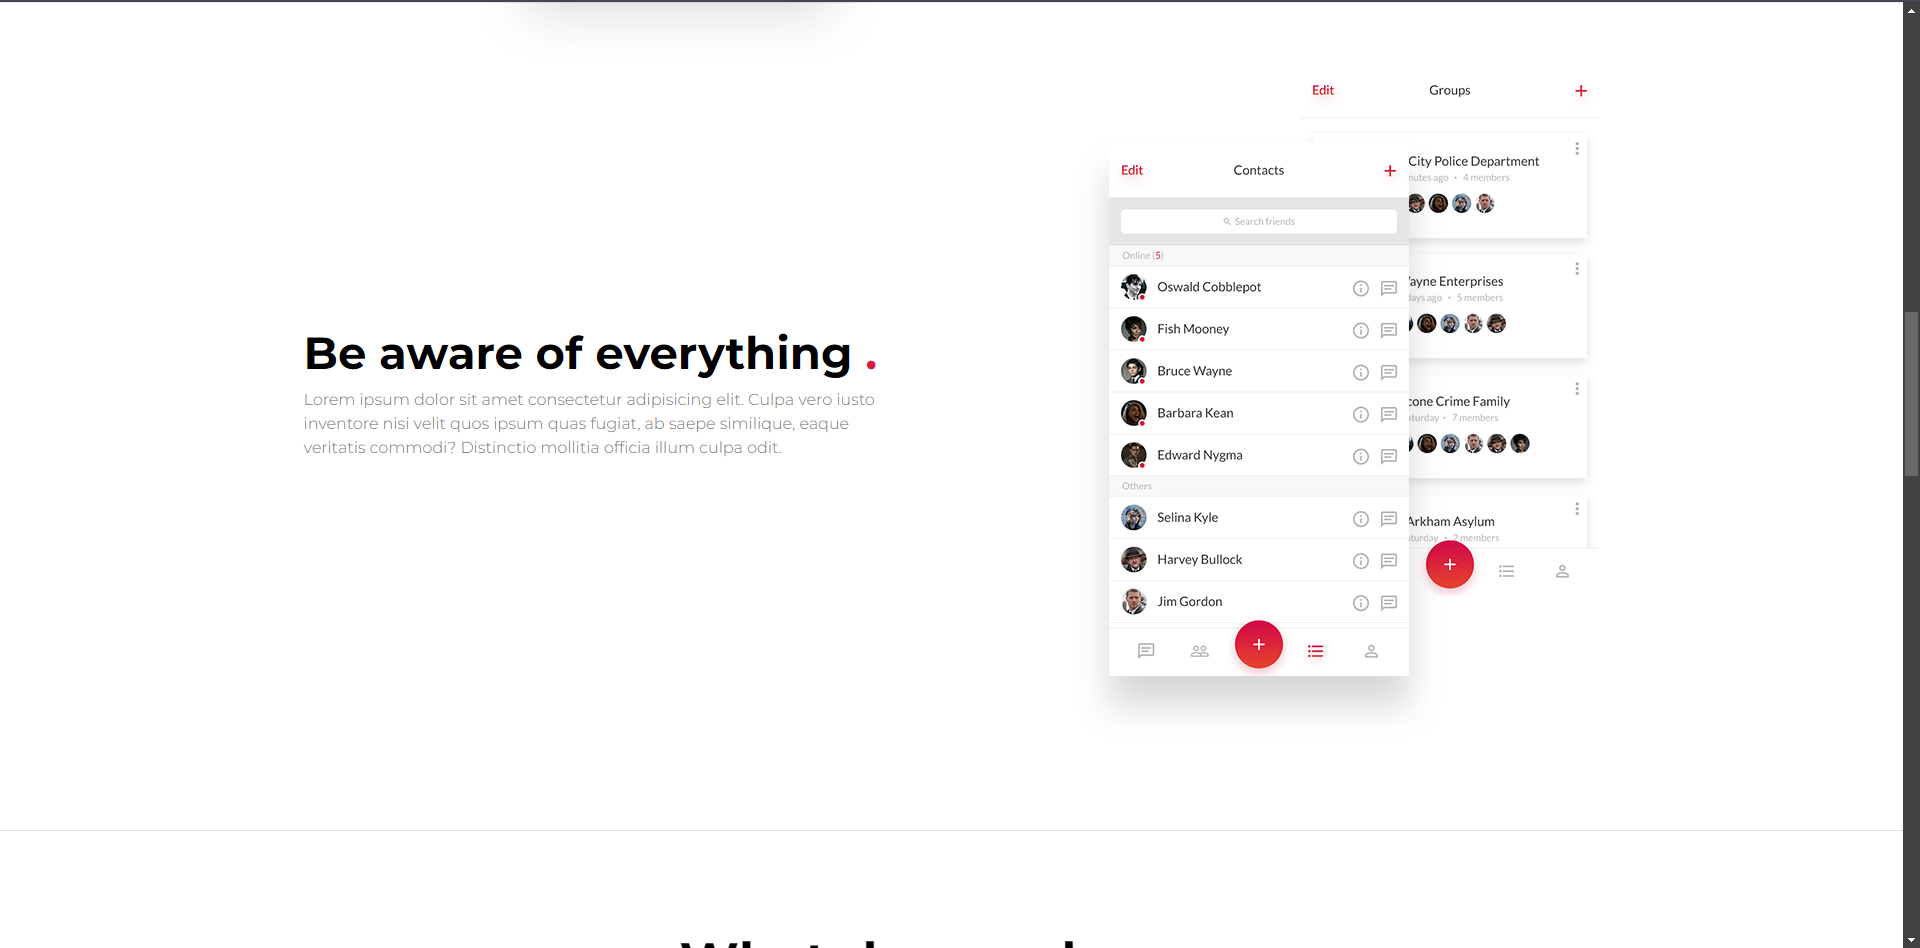 Be aware of everything .
Lorem ipsum dolor sit amet consectetur adipisicing elit. Culpa vero iusto
inventore nisi velit quos ipsum quas fugiat, ab saepe similique, eaque
veritatis commodi? Distinctio mollitia officia illum culpa odit.
Edit Contacts +
Search friends
Online (5)
Oswald Cobblepot
Fish Mooney
Bruce Wayne
Barbara Kean
Edward Nygma
Others
Selina Kyle
Harvey Bullock
Jim Gordon
+
Edit Groups +
City Police Department
nutes ago • 4 members
ayne Enterprises
days ago • 5 members
cone Crime Family
turday • 7 members
Arkham Asylum
turday • 2 members
+